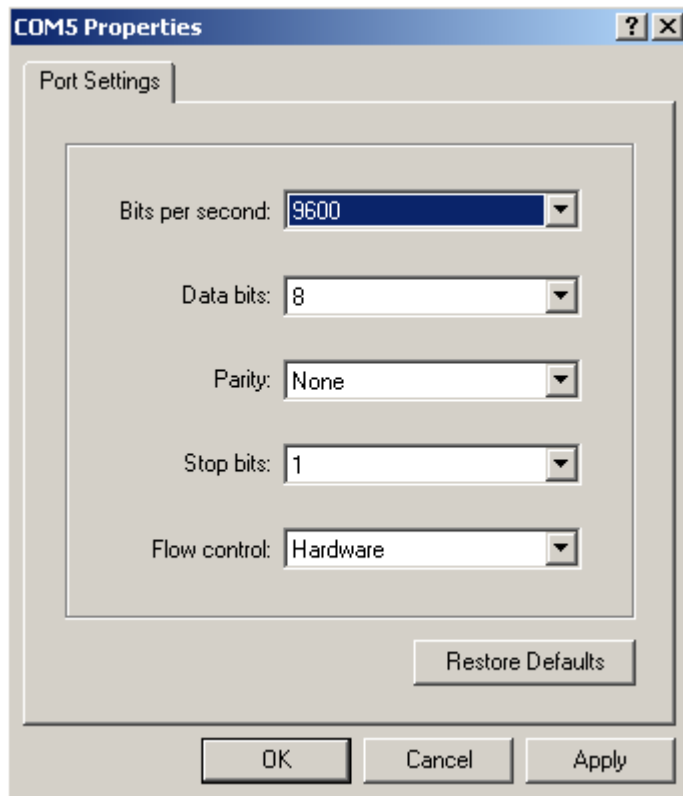 COM5 Properties
Port Settings
Bits per second: 9600
Data bits: 8
Parity: None
Stop bits: 1
Flow control: Hardware
Restore Defaults
OK Cancel Apply